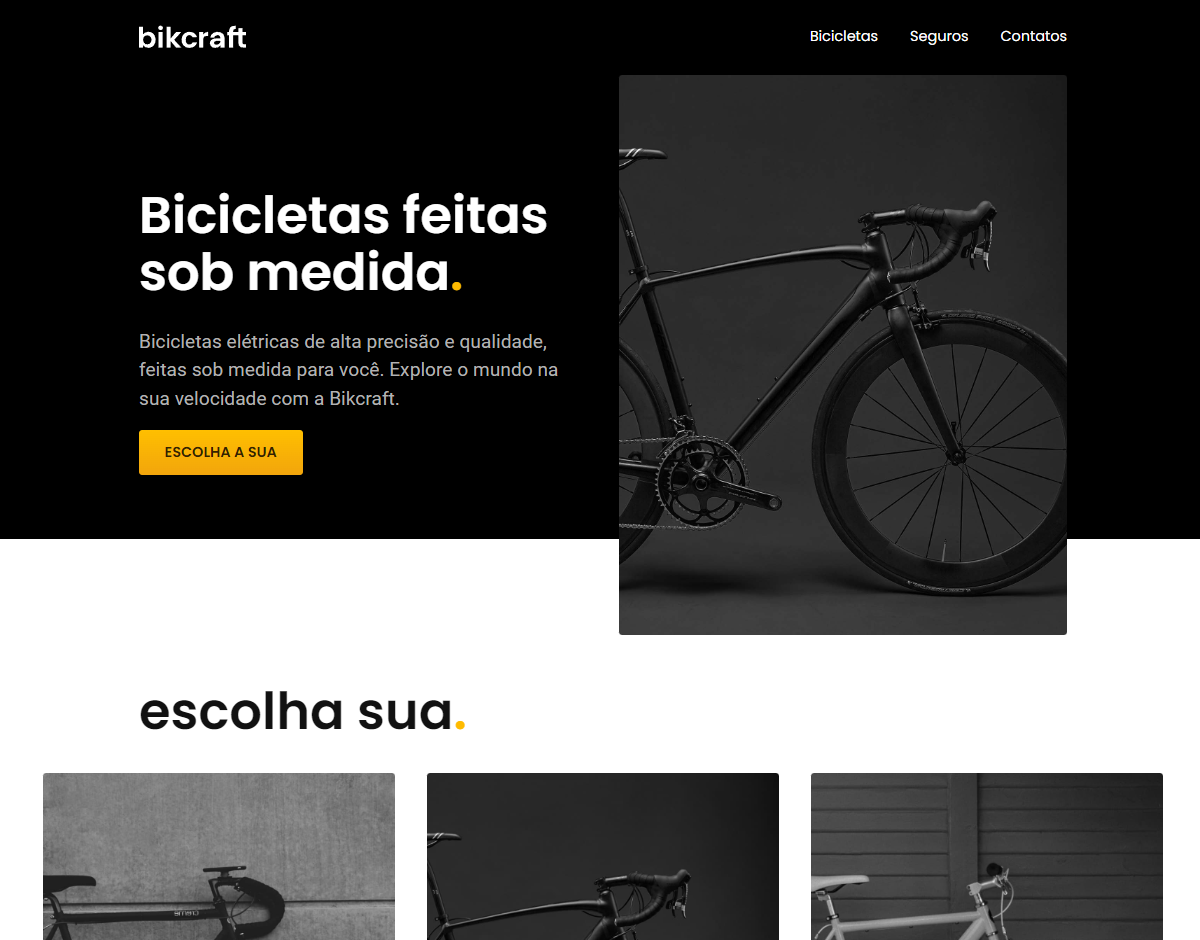 bikcraft
Bicicletas Seguros Contatos
Bicicletas feitas
sob medida.
Bicicletas elétricas de alta precisão e qualidade,
feitas sob medida para você. Explore o mundo na
sua velocidade com a Bikcraft.
ESCOLHA A SUA
escolha sua.